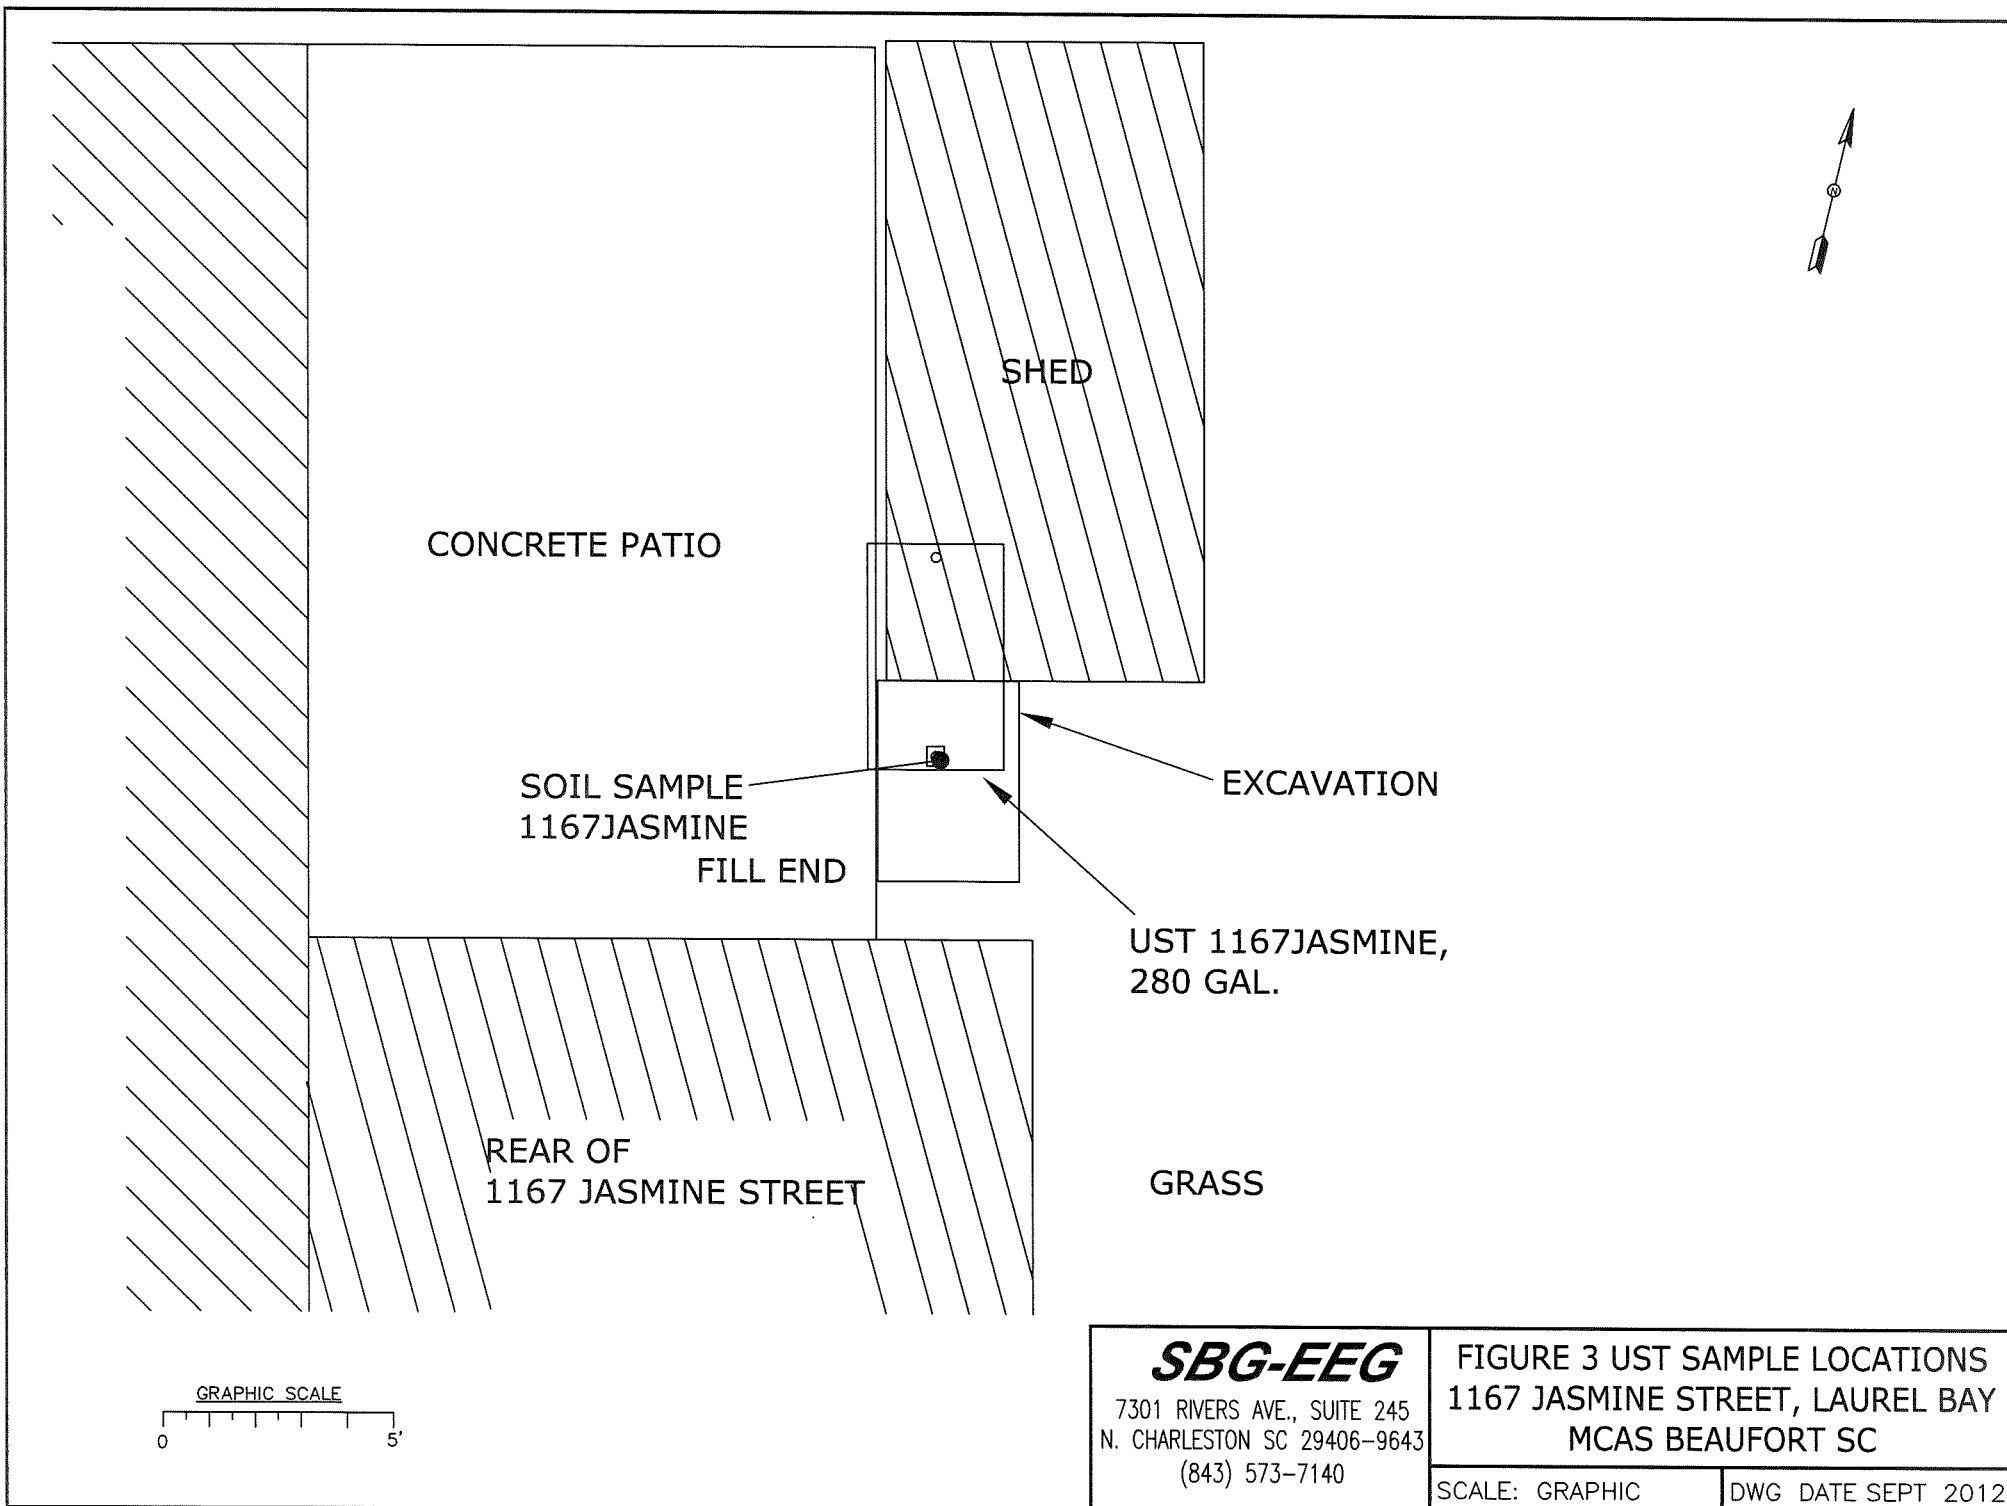 SHED
CONCRETE PATIO
SOIL SAMPLE
1167JASMINE
FILL END
EXCAVATION
UST 1167JASMINE,
280 GAL.
REAR OF
1167 JASMINE STREET
GRASS
N
GRAPHIC SCALE
0 5'
SBG-EEG
7301 RIVERS AVE., SUITE 245
N. CHARLESTON SC 29406-9643
(843) 573-7140
FIGURE 3 UST SAMPLE LOCATIONS
1167 JASMINE STREET, LAUREL BAY
MCAS BEAUFORT SC
SCALE: GRAPHIC
DWG DATE SEPT 2012